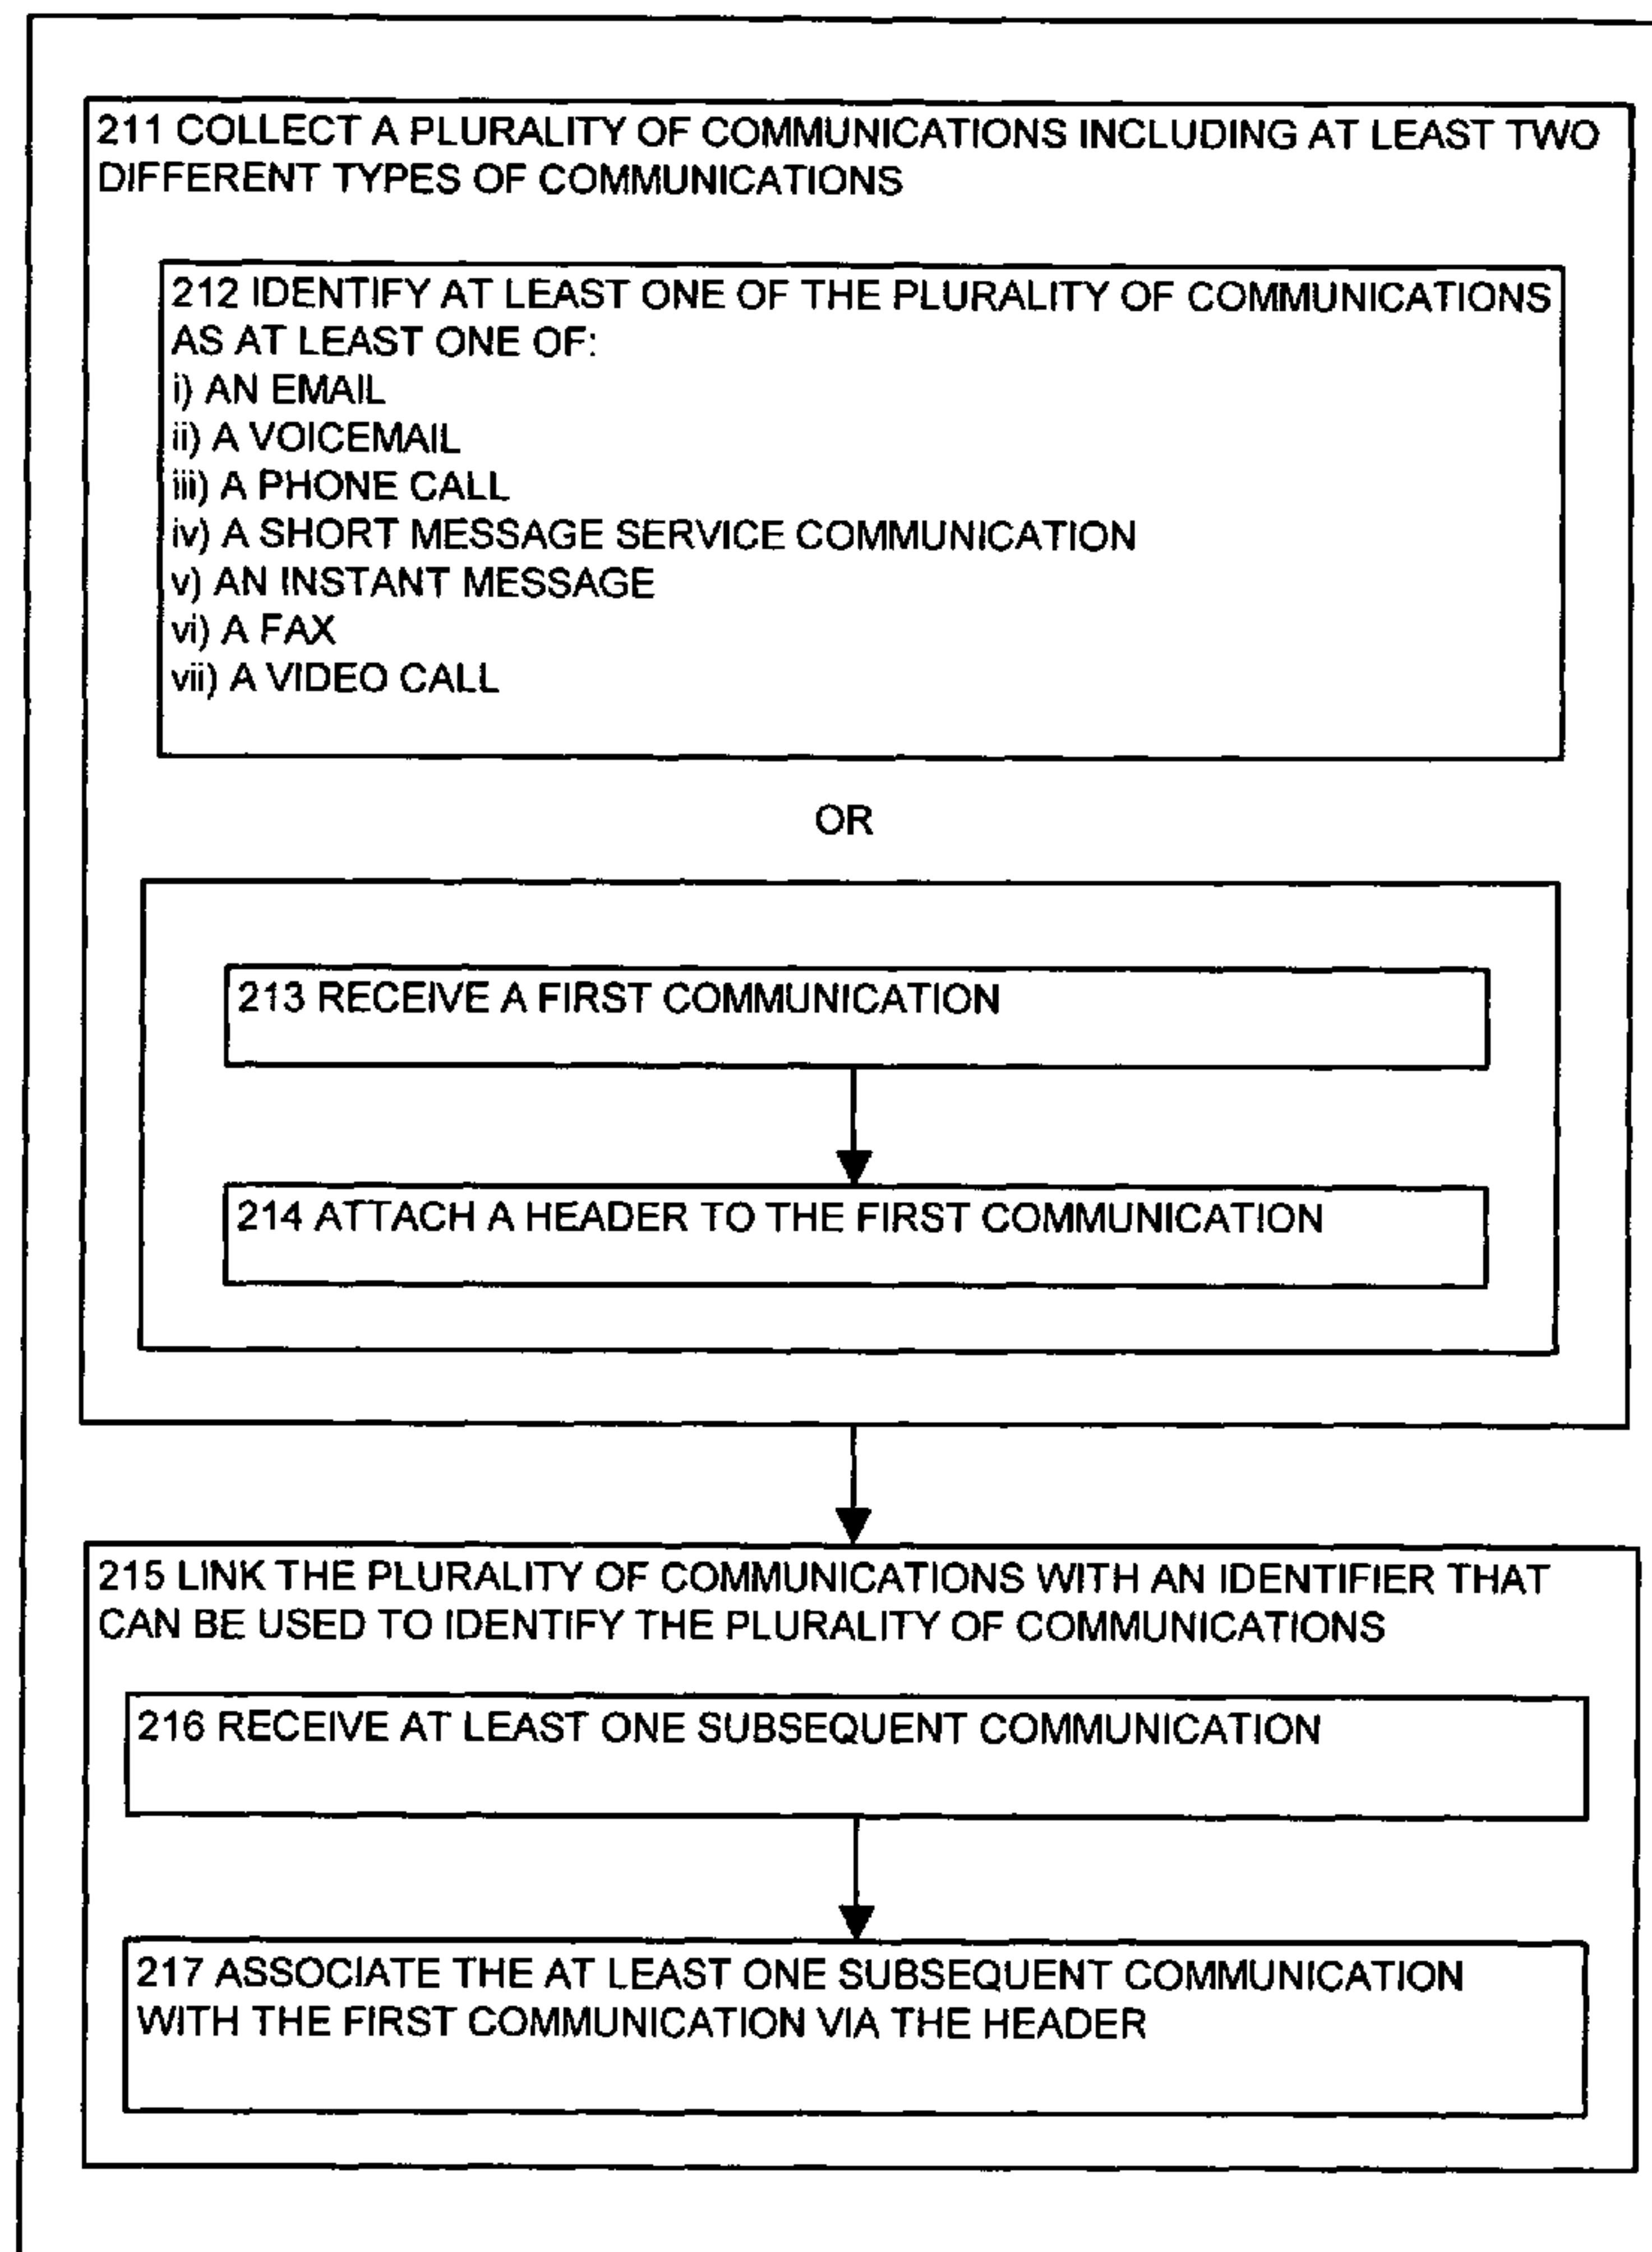 211 COLLECT A PLURALITY OF COMMUNICATIONS INCLUDING AT LEAST TWO
DIFFERENT TYPES OF COMMUNICATIONS
212 IDENTIFY AT LEAST ONE OF THE PLURALITY OF COMMUNICATIONS
AS AT LEAST ONE OF:
i) AN EMAIL
ii) A VOICEMAIL
iii) A PHONE CALL
iv) A SHORT MESSAGE SERVICE COMMUNICATION
v) AN INSTANT MESSAGE
vi) A FAX
vii) A VIDEO CALL
OR
213 RECEIVE A FIRST COMMUNICATION
214 ATTACH A HEADER TO THE FIRST COMMUNICATION
215 LINK THE PLURALITY OF COMMUNICATIONS WITH AN IDENTIFIER THAT
CAN BE USED TO IDENTIFY THE PLURALITY OF COMMUNICATIONS
216 RECEIVE AT LEAST ONE SUBSEQUENT COMMUNICATION
217 ASSOCIATE THE AT LEAST ONE SUBSEQUENT COMMUNICATION
WITH THE FIRST COMMUNICATION VIA THE HEADER